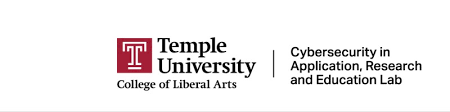 Temple
University
College of Liberal Arts
Cybersecurity in
Application, Research
and Education Lab